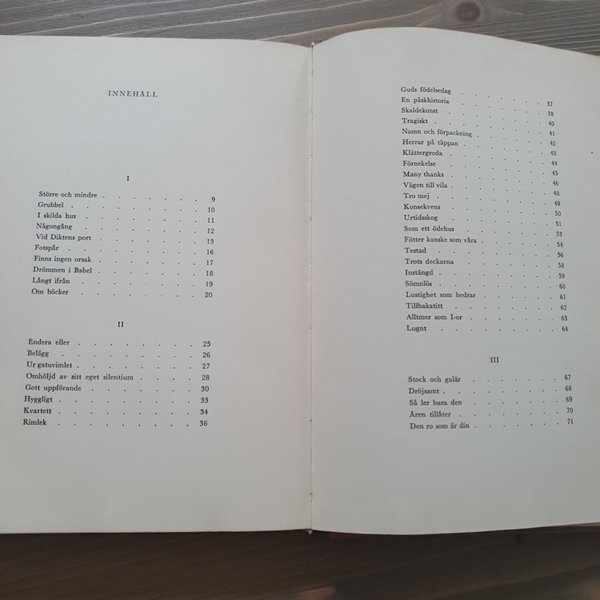 INNEHÅLL
I
Större och mindre . . . . . . 9
Grubbel . . . . . . . 10
I skilda hus . . . . . . . 11
Någongång . . . . . . . 12
Vid Diktens port . . . . . . 13
Fotspår . . . . . . . 16
Finns ingen orsak . . . . . . 17
Drömmen i Babel . . . . . . 18
Långt ifrån . . . . . . . 19
Om böcker . . . . . . . 20
II
Endera eller . . . . . . . 25
Belägg . . . . . . . 26
Ur gatuvimlet . . . . . . . 27
Omhöljd av sitt eget silentium . . . . 28
Gott uppförande . . . . . . 30
Hyggligt . . . . . . . 33
Kvartett . . . . . . . 34
Rimlek . . . . . . . 36
Guds födelsedag . . . . . . 37
En påskhistoria . . . . . . 38
Skaldekonst . . . . . . . 40
Tragiskt . . . . . . . 41
Namn och förpackning . . . . . 42
Herrar på täppan . . . . . . 43
Klättergroda . . . . . . . 44
Förnekelse . . . . . . . 45
Many thanks . . . . . . . 46
Vägen till vila . . . . . . . 48
Tro mej . . . . . . . 49
Konsekvens . . . . . . . 50
Urtidsskog . . . . . . . 51
Som ett ödehus . . . . . . 53
Fötter kanske som våra . . . . . 54
Testad . . . . . . . 55
Trots deckarna . . . . . . 58
Instängd . . . . . . . 59
Sömnlös . . . . . . . 60
Lustighet som bedrar . . . . . 61
Tillbakatitt . . . . . . . 62
Alltmer som I-or . . . . . . 63
Lugnt . . . . . . . 64
III
Stock och galär . . . . . . 67
Dröjsamt . . . . . . . 68
Så ler bara den . . . . . . 69
Åren tillåter . . . . . . . 70
Den ro som är din . . . . . . 71